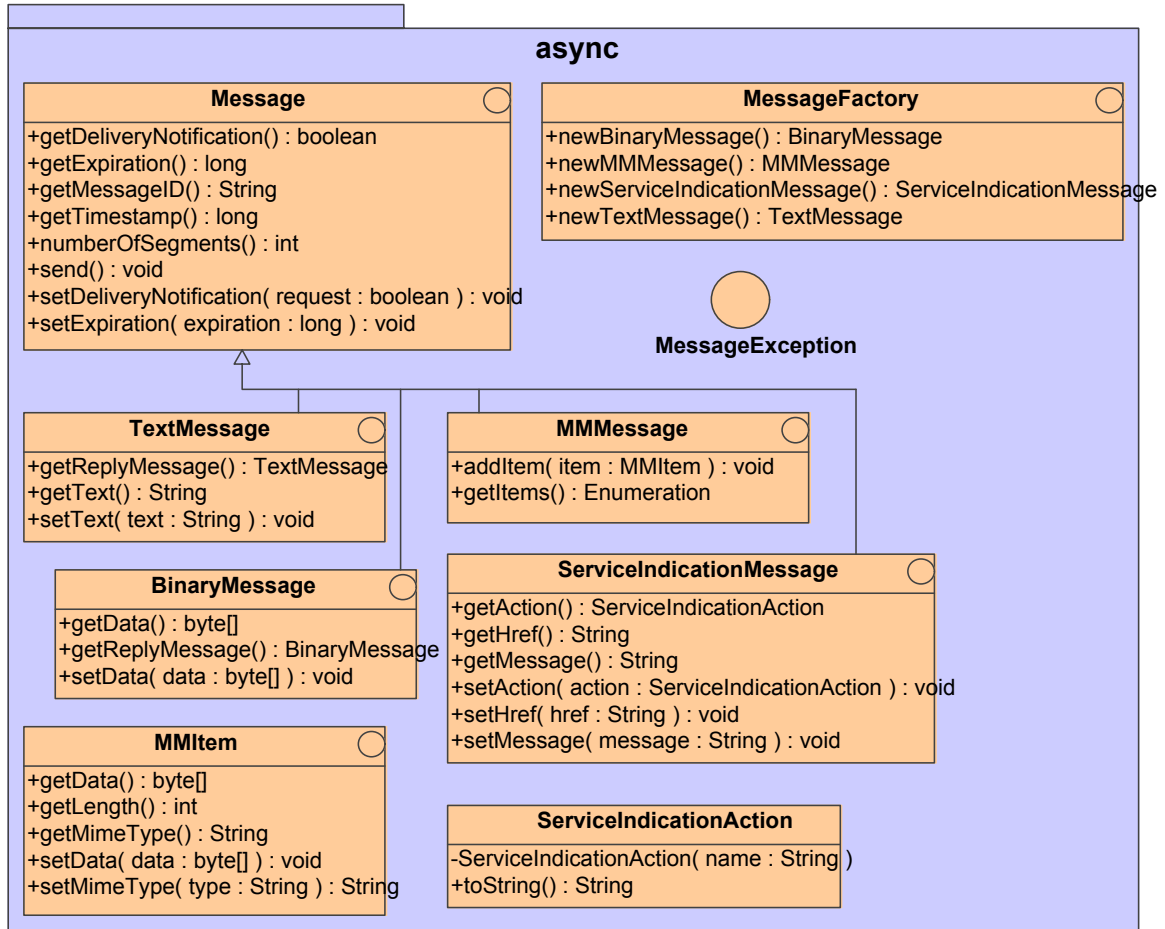 async
Message
+getDeliveryNotification() : boolean
+getExpiration() : long
+getMessageID() : String
+getTimestamp() : long
+numberOfSegments() : int
+send() : void
+setDeliveryNotification( request : boolean ) : void
+setExpiration( expiration : long ) : void
MessageFactory
+newBinaryMessage() : BinaryMessage
+newMMMessage() : MMMessage
+newServiceIndicationMessage() : ServiceIndicationMessage
+newTextMessage() : TextMessage
MessageException
TextMessage
+getReplyMessage() : TextMessage
+getText() : String
+setText( text : String ) : void
MMMessage
+addItem( item : MMItem ) : void
+getItems() : Enumeration
BinaryMessage
+getData() : byte[]
+getReplyMessage() : BinaryMessage
+setData( data : byte[] ) : void
ServiceIndicationMessage
+getAction() : ServiceIndicationAction
+getHref() : String
+getMessage() : String
+setAction( action : ServiceIndicationAction ) : void
+setHref( href : String ) : void
+setMessage( message : String ) : void
MMItem
+getData() : byte[]
+getLength() : int
+getMimeType() : String
+setData( data : byte[] ) : void
+setMimeType( type : String ) : String
ServiceIndicationAction
-ServiceIndicationAction( name : String )
+toString() : String